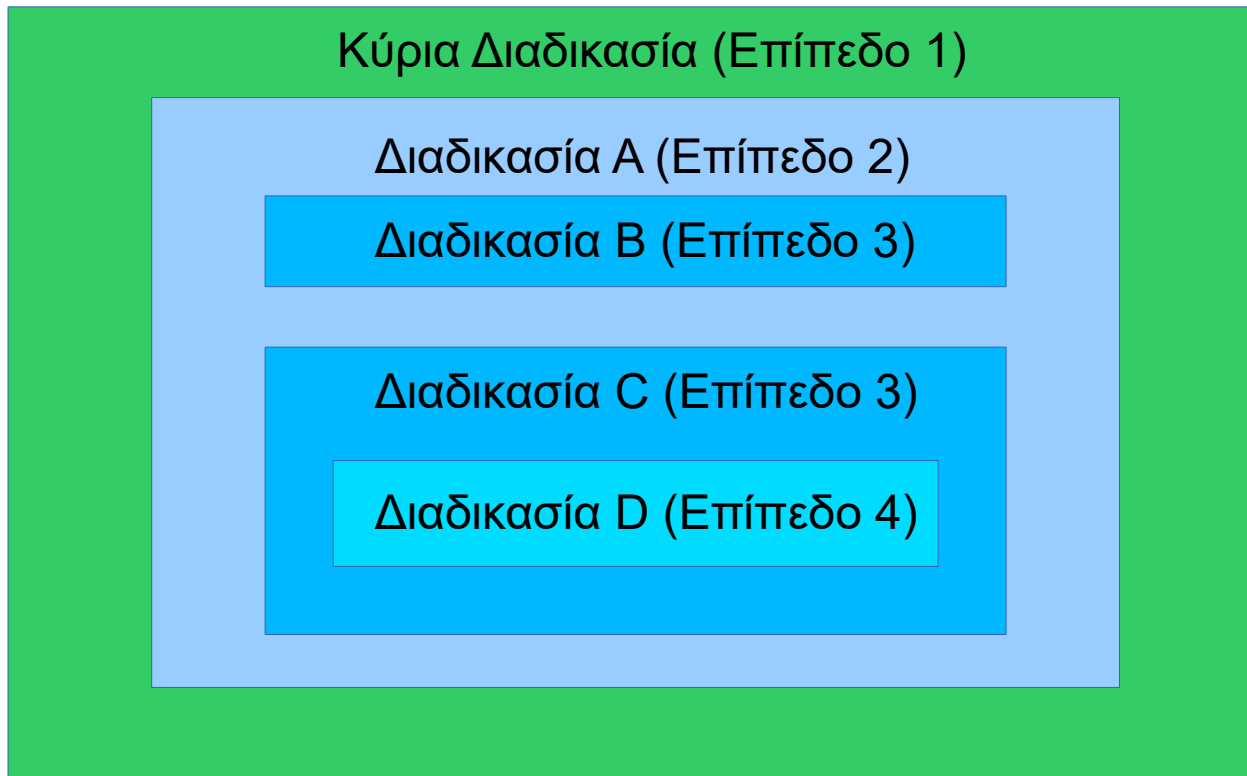 Κύρια Διαδικασία (Επίπεδο 1)
Διαδικασία A (Επίπεδο 2)
Διαδικασία B (Επίπεδο 3)
Διαδικασία C (Επίπεδο 3)
Διαδικασία D (Επίπεδο 4)